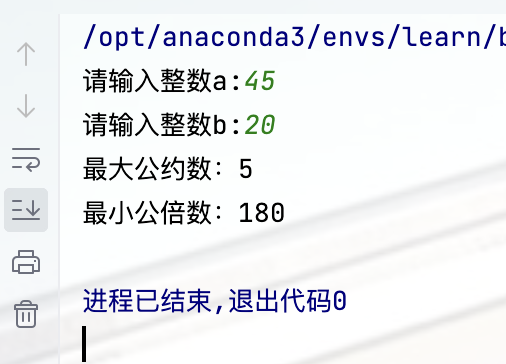 /opt/anaconda3/envs/learn/b
请输入整数a:45
请输入整数b:20
最大公约数：5
最小公倍数：180
进程已结束,退出代码0